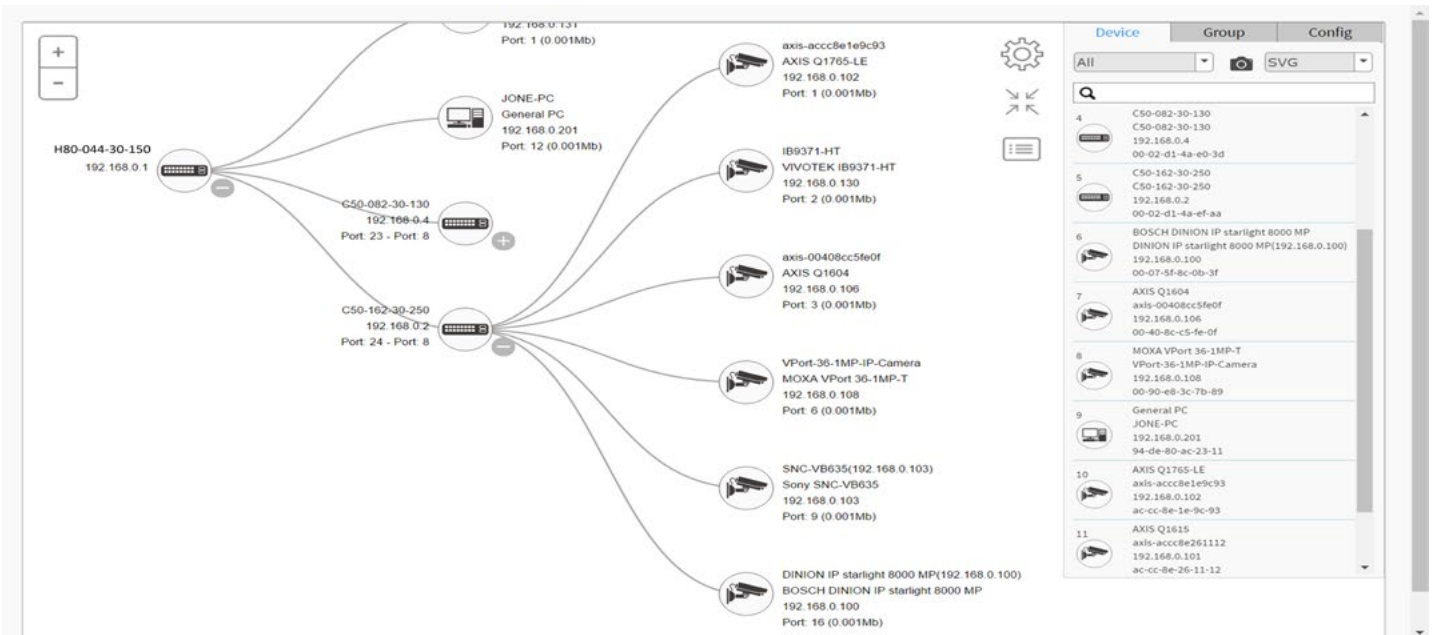 +
−
192.168.0.131
Port: 1 (0.001Mb)
JONE-PC
General PC
192.168.0.201
Port: 12 (0.001Mb)
H80-044-30-150
192.168.0.1
C50-082-30-130
192.168.0.4
Port: 23 - Port: 8
C50-162-30-250
192.168.0.2
Port: 24 - Port: 8
axis-accc8e1e9c93
AXIS Q1765-LE
192.168.0.102
Port: 1 (0.001Mb)
IB9371-HT
VIVOTEK IB9371-HT
192.168.0.130
Port: 2 (0.001Mb)
axis-00408cc5fe0f
AXIS Q1604
192.168.0.106
Port: 3 (0.001Mb)
VPort-36-1MP-IP-Camera
MOXA VPort 36-1MP-T
192.168.0.108
Port: 6 (0.001Mb)
SNC-VB635(192.168.0.103)
Sony SNC-VB635
192.168.0.103
Port: 9 (0.001Mb)
DINION IP starlight 8000 MP(192.168.0.100)
BOSCH DINION IP starlight 8000 MP
192.168.0.100
Port: 16 (0.001Mb)
Device Group Config
All SVG
4
C50-082-30-130
C50-082-30-130
192.168.0.4
00-02-d1-4a-e0-3d
5
C50-162-30-250
C50-162-30-250
192.168.0.2
00-02-d1-4a-ef-aa
6
BOSCH DINION IP starlight 8000 MP
DINION IP starlight 8000 MP(192.168.0.100)
192.168.0.100
00-07-5f-8c-0b-3f
7
AXIS Q1604
axis-00408cc5fe0f
192.168.0.106
00-40-8c-c5-fe-0f
8
MOXA VPort 36-1MP-T
VPort-36-1MP-IP-Camera
192.168.0.108
00-90-e8-3c-7b-89
9
General PC
JONE-PC
192.168.0.201
94-de-80-ac-23-11
10
AXIS Q1765-LE
axis-accc8e1e9c93
192.168.0.102
ac-cc-8e-1e-9c-93
11
AXIS Q1615
axis-accc8e261112
192.168.0.101
ac-cc-8e-26-11-12